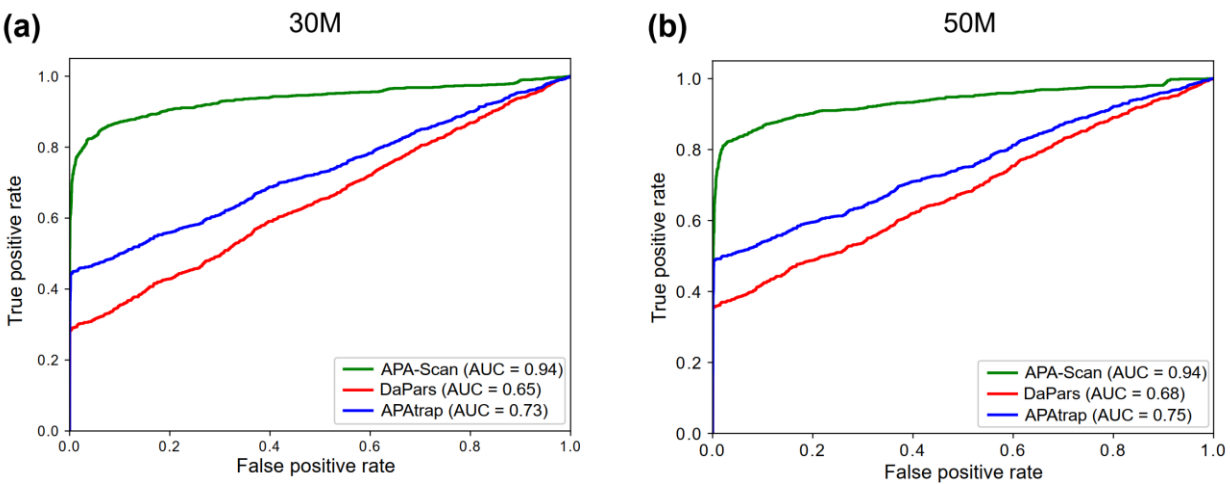 (a)
30M
True positive rate
1.0
0.8
0.6
0.4
0.2
0.0
APA-Scan (AUC = 0.94)
DaPars (AUC = 0.65)
APAtrap (AUC = 0.73)
0.0 0.2 0.4 0.6 0.8 1.0
False positive rate
(b)
50M
True positive rate
1.0
0.8
0.6
0.4
0.2
0.0
APA-Scan (AUC = 0.94)
DaPars (AUC = 0.68)
APAtrap (AUC = 0.75)
0.0 0.2 0.4 0.6 0.8 1.0
False positive rate